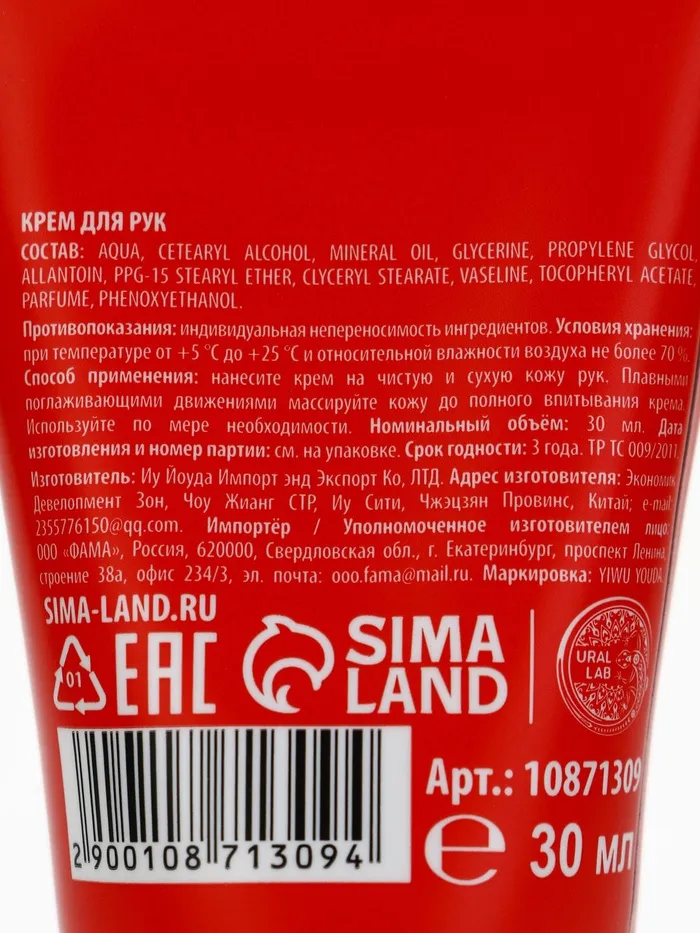 КРЕМ ДЛЯ РУК
СОСТАВ: AQUA, CETEARYL ALCOHOL, MINERAL OIL, GLYCERINE, PROPYLENE GLYCOL,
ALLANTOIN, PPG-15 STEARYL ETHER, CLYCERYL STEARATE, VASELINE, TOCOPHERYL ACETATE,
PARFUME, PHENOXYETHANOL.
Противопоказания: индивидуальная непереносимость ингредиентов. Условия хранения:
при температуре от +5 °C до +25 °C и относительной влажности воздуха не более 70 %.
Способ применения: нанесите крем на чистую и сухую кожу рук. Плавными
поглаживающими движениями массируйте кожу до полного впитывания крема.
Используйте по мере необходимости. Номинальный объём: 30 мл. Дата
изготовления и номер партии: см. на упаковке. Срок годности: 3 года. ТР ТС 009/2011
Изготовитель: Иу Йоуда Импорт энд Экспорт Ко, ЛТД. Адрес изготовителя: Экономик
Девелопмент Зон, Чоу Жианг СТР, Иу Сити, Чжэцзян Провинс, Китай; e-mail:
2355776150@qq.com. Импортёр / Уполномоченное изготовителем лицо:
ООО «ФАМА», Россия, 620000, Свердловская обл., г. Екатеринбург, проспект Ленина,
строение 38а, офис 234/3, эл. почта: ooo.fama@mail.ru. Маркировка: YIWU YOUDA.
SIMA-LAND.RU
01
EAC
SIMA
LAND
URAL
LAB
Арт.: 10871309
2 900108 713094
e 30 мл